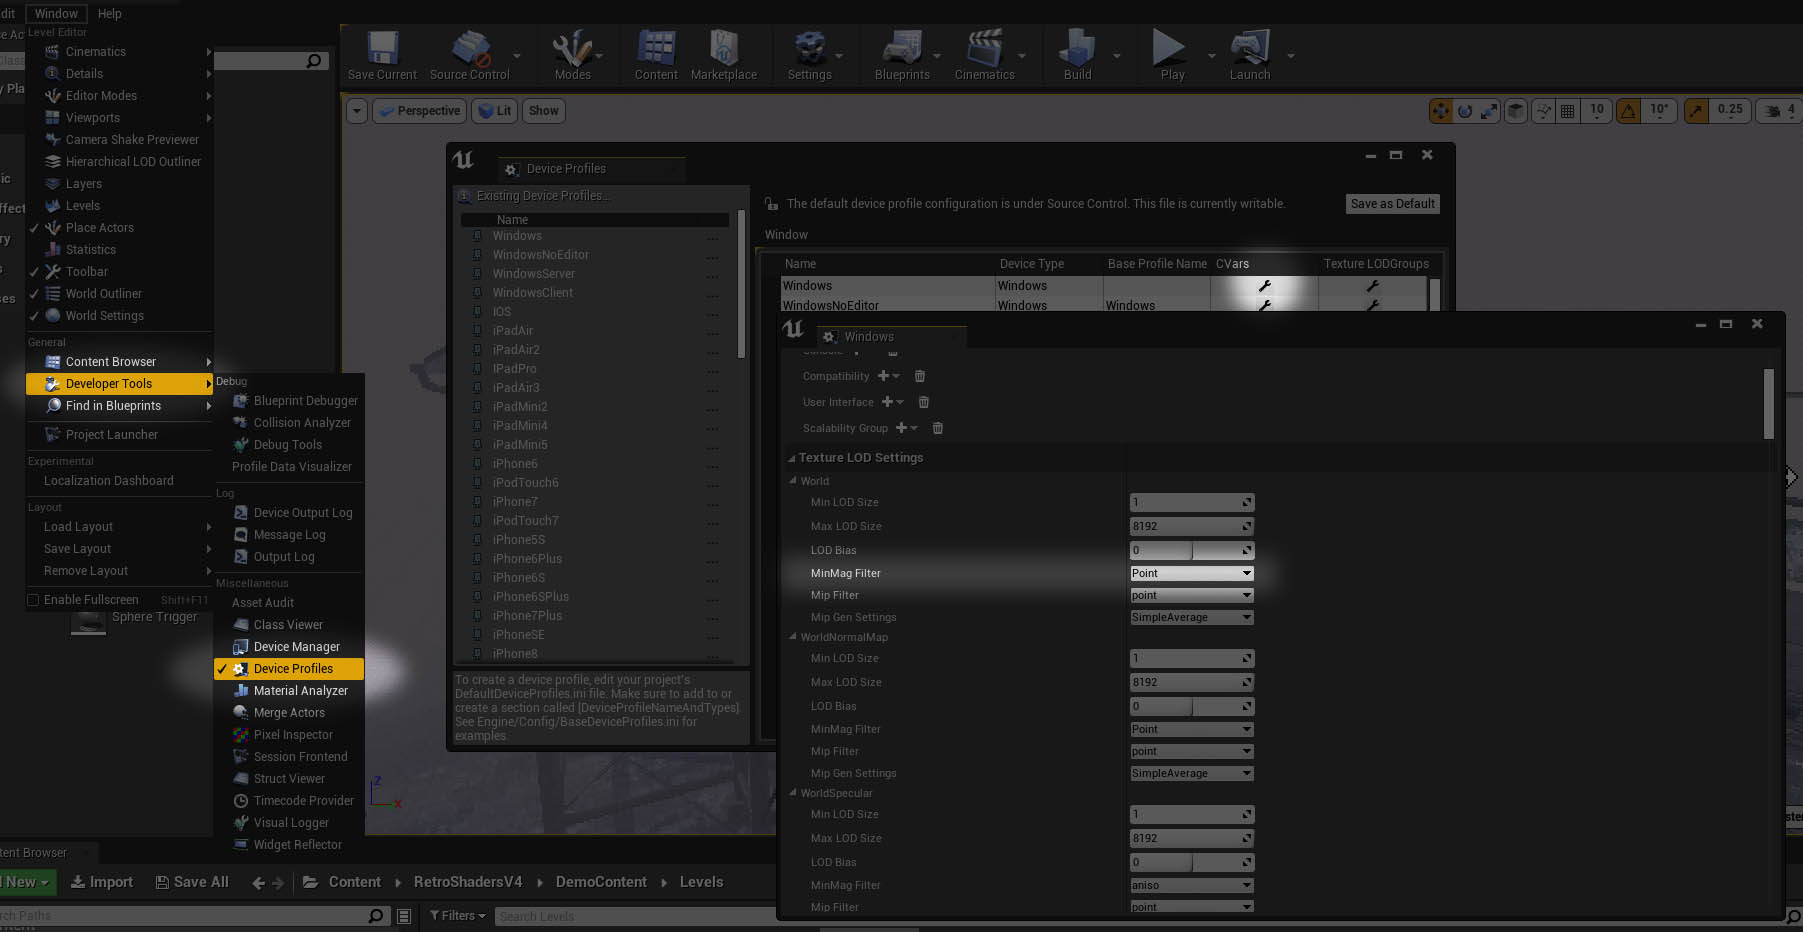 dit Window Help
Level Editor
Cinematics
Details
Editor Modes
Viewports
Camera Shake Previewer
Hierarchical LOD Outliner
Layers
Levels
Place Actors
Statistics
Toolbar
World Outliner
World Settings
General
Content Browser
Developer Tools
Find in Blueprints
Project Launcher
Experimental
Localization Dashboard
Layout
Load Layout
Save Layout
Remove Layout
Enable Fullscreen Shift+F11
Sphere Trigger
Debug
Blueprint Debugger
Collision Analyzer
Debug Tools
Profile Data Visualizer
Log
Device Output Log
Message Log
Output Log
Miscellaneous
Asset Audit
Class Viewer
Device Manager
Device Profiles
Material Analyzer
Merge Actors
Pixel Inspector
Session Frontend
Struct Viewer
Timecode Provider
Visual Logger
Widget Reflector
Save Current Source Control Modes Content Marketplace Settings Blueprints Cinematics Build Play Launch
Perspective Lit Show
10 10° 0.25 4
Device Profiles
Existing Device Profiles...
Name
Windows ...
WindowsNoEditor ...
WindowsServer ...
WindowsClient ...
IOS ...
iPadAir ...
iPadAir2 ...
IPadPro ...
iPadAir3 ...
iPadMini2 ...
iPadMini4 ...
iPadMini5 ...
iPhone6 ...
iPodTouch6 ...
iPhone7 ...
iPodTouch7 ...
iPhone5S ...
iPhone6Plus ...
iPhone6S ...
iPhone6SPlus ...
iPhone7Plus ...
iPhoneSE ...
iPhone8 ...
To create a device profile, edit your project's
DefaultDeviceProfiles.ini file. Make sure to add to or
create a section called [DeviceProfileNameAndTypes].
See Engine/Config/BaseDeviceProfiles.ini for
examples.
The default device profile configuration is under Source Control. This file is currently writable. Save as Default
Window
Name Device Type Base Profile Name CVars Texture LODGroups
Windows Windows
WindowsNoEditor Windows Windows
Windows
Compatibility
User Interface
Scalability Group
Texture LOD Settings
World
Min LOD Size 1
Max LOD Size 8192
LOD Bias 0
MinMag Filter Point
Mip Filter point
Mip Gen Settings SimpleAverage
WorldNormalMap
Min LOD Size 1
Max LOD Size 8192
LOD Bias 0
MinMag Filter Point
Mip Filter point
Mip Gen Settings SimpleAverage
WorldSpecular
Min LOD Size 1
Max LOD Size 8192
LOD Bias 0
MinMag Filter aniso
Mip Filter point
Z
X
tent Browser
New Import Save All Content RetroShadersV4 DemoContent Levels
rch Paths Filters Search Levels